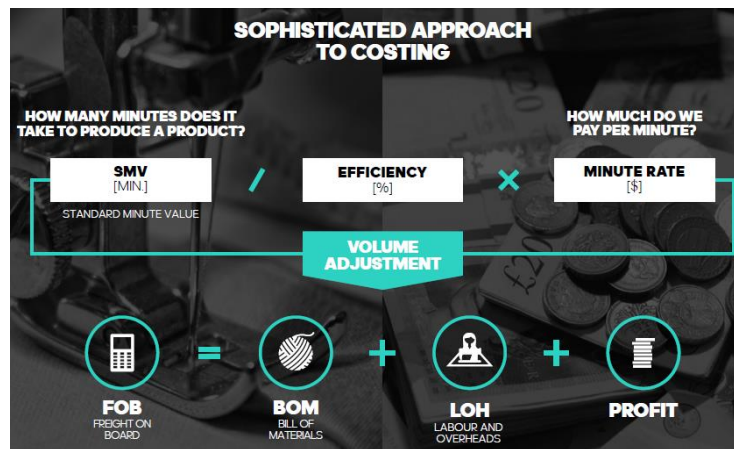 SOPHISTICATED APPROACH
TO COSTING
HOW MANY MINUTES DOES IT
TAKE TO PRODUCE A PRODUCT?
HOW MUCH DO WE
PAY PER MINUTE?
SMV
[MIN.]
/
EFFICIENCY
[%]
×
MINUTE RATE
[$]
STANDARD MINUTE VALUE
VOLUME
ADJUSTMENT
£20
=
+
+
FOB
FREIGHT ON
BOARD
BOM
BILL OF
MATERIALS
LOH
LABOUR AND
OVERHEADS
PROFIT